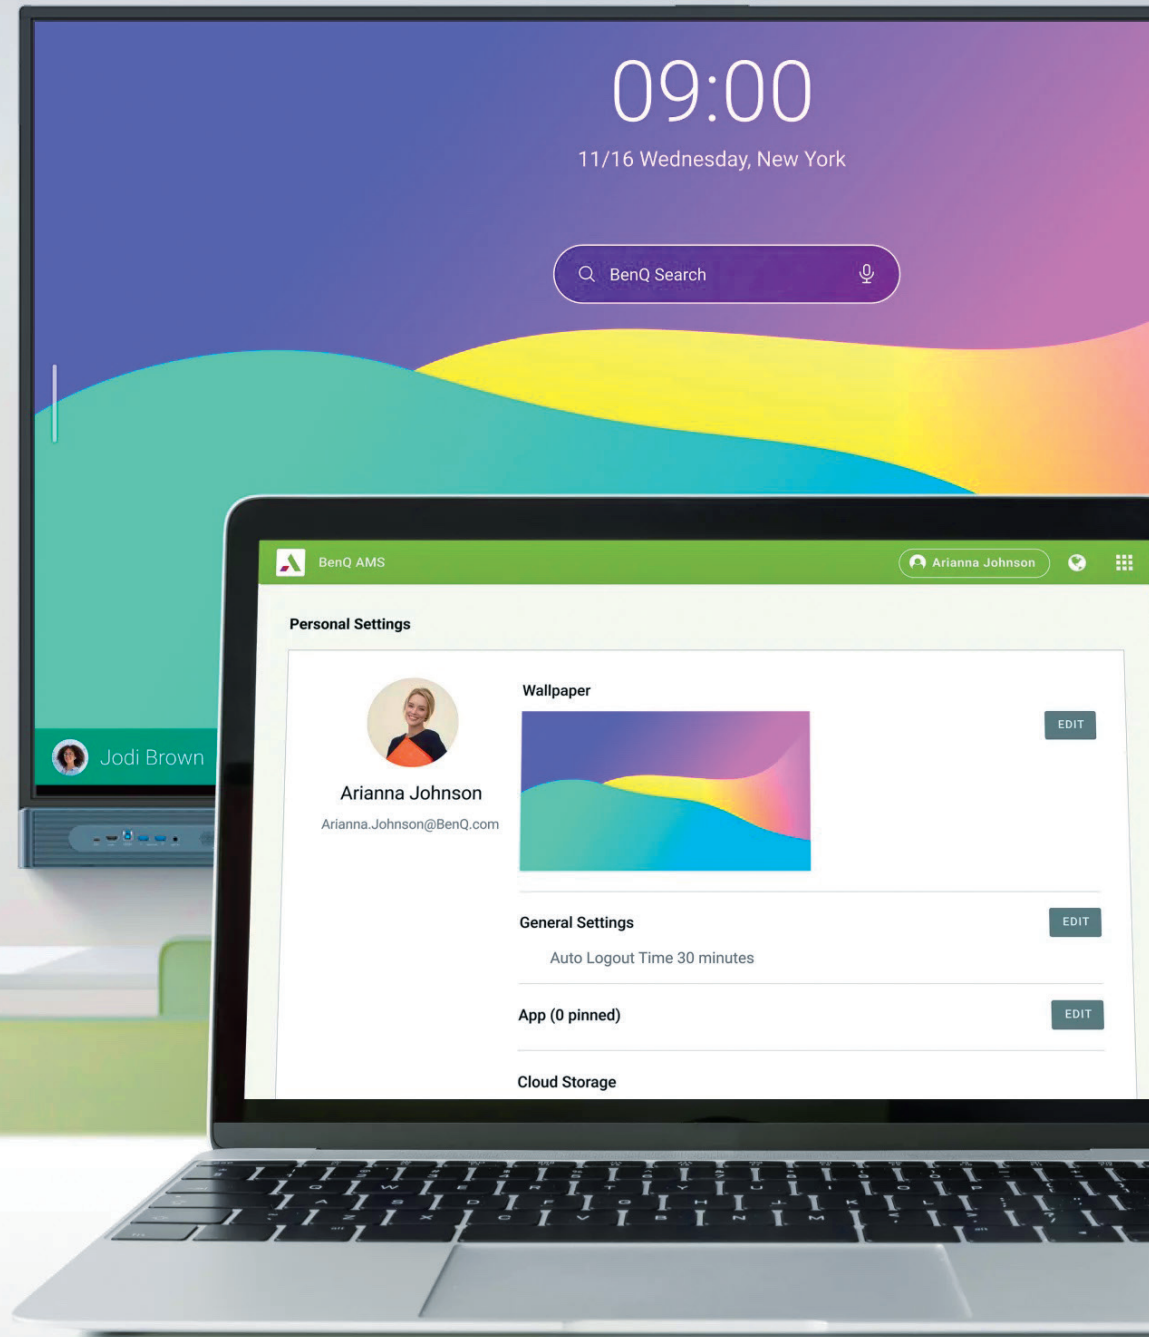 09:00
11/16 Wednesday, New York
BenQ Search
BenQ AMS
Arianna Johnson
Personal Settings
Wallpaper
EDIT
Arianna Johnson
Arianna.Johnson@BenQ.com
Jodi Brown
General Settings
EDIT
Auto Logout Time 30 minutes
App (0 pinned)
EDIT
Cloud Storage